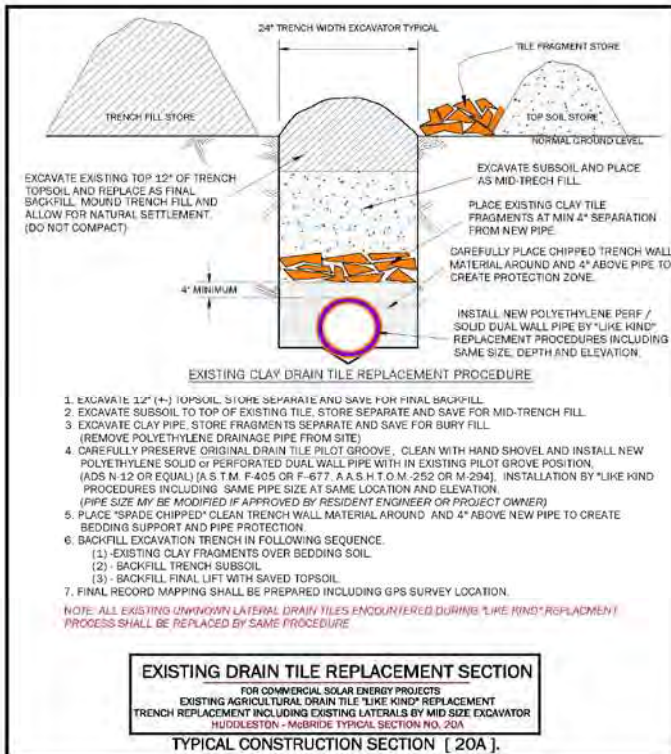 24" TRENCH WIDTH EXCAVATOR TYPICAL
TILE FRAGMENT STORE
TRENCH FILL STORE
TOP SOIL STORE
NORMAL GROUND LEVEL
EXCAVATE EXISTING TOP 12" OF TRENCH
TOPSOIL AND REPLACE AS FINAL
BACKFILL, MOUND TRENCH FILL AND
ALLOW FOR NATURAL SETTLEMENT.
(DO NOT COMPACT)
EXCAVATE SUBSOIL AND PLACE
AS MID-TRECH FILL.
PLACE EXISTING CLAY TILE
FRAGMENTS AT MIN 4" SEPARATION
FROM NEW PIPE.
CAREFULLY PLACE CHIPPED TRENCH WALL
MATERIAL AROUND AND 4" ABOVE PIPE TO
CREATE PROTECTION ZONE.
4" MINIMUM
INSTALL NEW POLYETHYLENE PERF /
SOLID DUAL WALL PIPE BY "LIKE KIND"
REPLACEMENT PROCEDURES INCLUDING
SAME SIZE, DEPTH AND ELEVATION.
EXISTING CLAY DRAIN TILE REPLACEMENT PROCEDURE
1. EXCAVATE 12" (+-) TOPSOIL, STORE SEPARATE AND SAVE FOR FINAL BACKFILL.
2. EXCAVATE SUBSOIL TO TOP OF EXISTING TILE, STORE SEPARATE AND SAVE FOR MID-TRENCH FILL.
3. EXCAVATE CLAY PIPE, STORE FRAGMENTS SEPARATE AND SAVE FOR BURY FILL.
(REMOVE POLYETHYLENE DRAINAGE PIPE FROM SITE)
4. CAREFULLY PRESERVE ORIGINAL DRAIN TILE PILOT GROOVE, CLEAN WITH HAND SHOVEL AND INSTALL NEW
POLYETHYLENE SOLID or PERFORATED DUAL WALL PIPE WITH IN EXISTING PILOT GROVE POSITION,
(ADS N-12 OR EQUAL) [A.S.T.M. F-405 OR F--677, A.A.S.H.T.O.M.-252 OR M-294], INSTALLATION BY "LIKE KIND
PROCEDURES INCLUDING SAME PIPE SIZE AT SAME LOCATION AND ELEVATION.
(PIPE SIZE MY BE MODIFIED IF APPROVED BY RESIDENT ENGINEER OR PROJECT OWNER)
5. PLACE "SPADE CHIPPED" CLEAN TRENCH WALL MATERIAL AROUND AND 4" ABOVE NEW PIPE TO CREATE
BEDDING SUPPORT AND PIPE PROTECTION.
6. BACKFILL EXCAVATION TRENCH IN FOLLOWING SEQUENCE.
(1) -EXISTING CLAY FRAGMENTS OVER BEDDING SOIL.
(2) - BACKFILL TRENCH SUBSOIL
(3) - BACKFILL FINAL LIFT WITH SAVED TOPSOIL.
7. FINAL RECORD MAPPING SHALL BE PREPARED INCLUDING GPS SURVEY LOCATION.
NOTE: ALL EXISTING UNKNOWN LATERAL DRAIN TILES ENCOUNTERED DURING "LIKE KIND" REPLACMENT
PROCESS SHALL BE REPLACED BY SAME PROCEDURE
EXISTING DRAIN TILE REPLACEMENT SECTION
FOR COMMERCIAL SOLAR ENERGY PROJECTS
EXISTING AGRICULTURAL DRAIN TILE "LIKE KIND" REPLACEMENT
TRENCH REPLACEMENT INCLUDING EXISTING LATERALS BY MID SIZE EXCAVATOR
HUDDLESTON - McBRIDE TYPICAL SECTION NO. 20A
TYPICAL CONSTRUCTION SECTION [ 20A ].